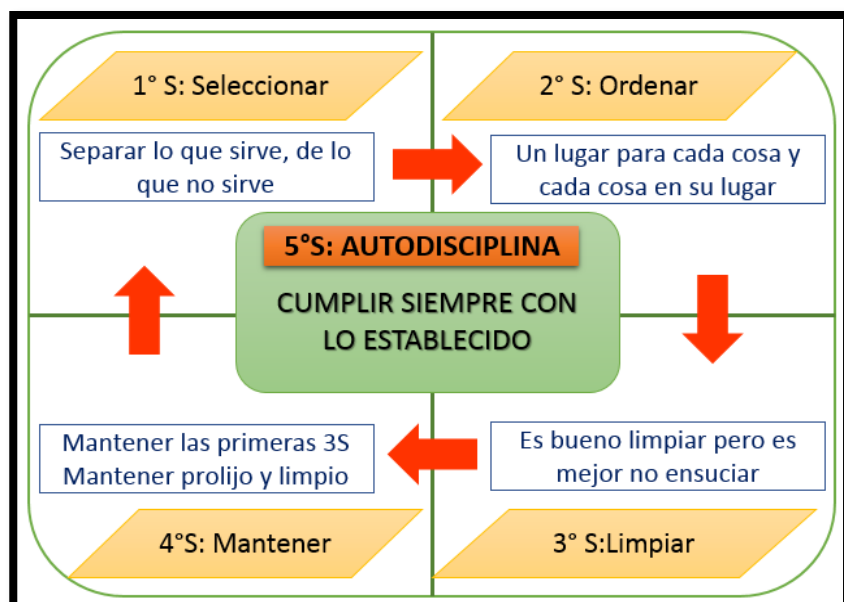 1° S: Seleccionar
Separar lo que sirve, de lo
que no sirve
2° S: Ordenar
Un lugar para cada cosa y
cada cosa en su lugar
5°S: AUTODISCIPLINA
CUMPLIR SIEMPRE CON
LO ESTABLECIDO
Mantener las primeras 3S
Mantener prolijo y limpio
4°S: Mantener
Es bueno limpiar pero es
mejor no ensuciar
3° S:Limpiar